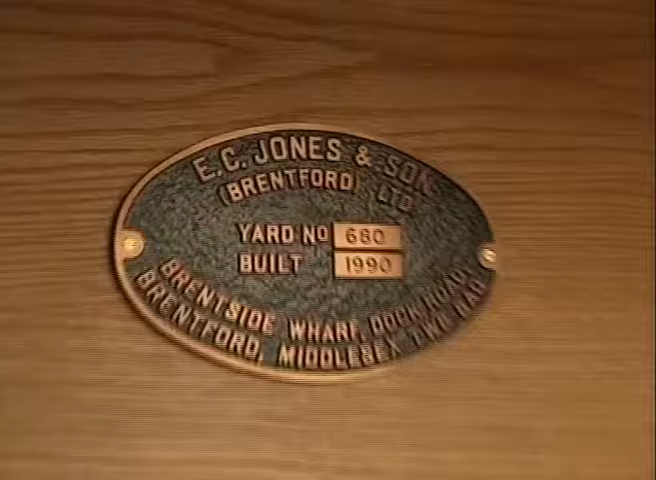 E.C. JONES & SON
(BRENTFORD) LTD.
YARD NO 680
BUILT 1990
BRENTSIDE WHARF, DOCK ROAD,
BRENTFORD, MIDDLESEX TW8 8AG